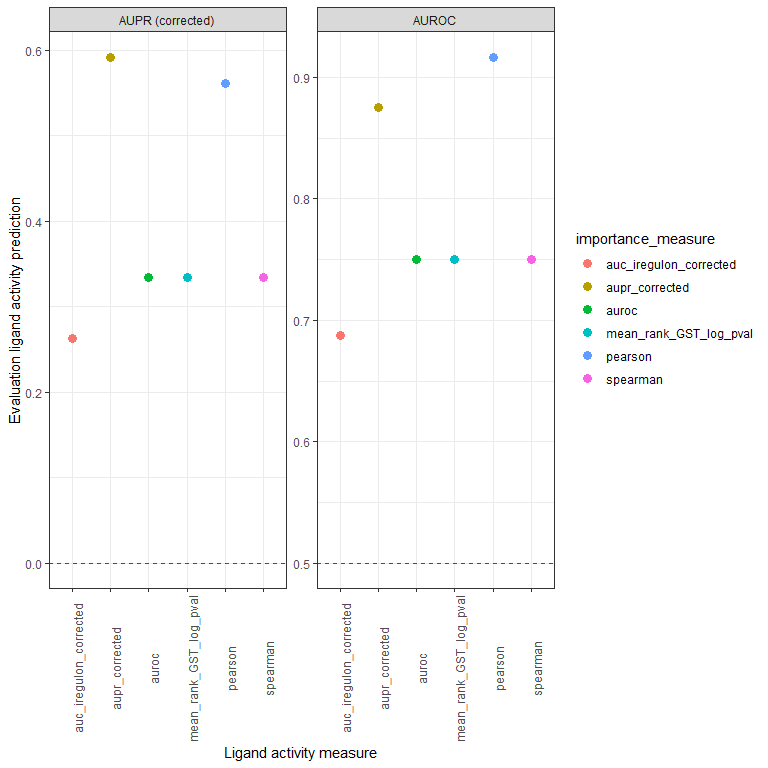 AUPR (corrected)
AUROC
Evaluation ligand activity prediction
0.6
0.4
0.2
0.0
0.9
0.8
0.7
0.6
0.5
auc_iregulon_corrected
aupr_corrected
auroc
mean_rank_GST_log_pval
pearson
spearman
auc_iregulon_corrected
aupr_corrected
auroc
mean_rank_GST_log_pval
pearson
spearman
Ligand activity measure
importance_measure
auc_iregulon_corrected
aupr_corrected
auroc
mean_rank_GST_log_pval
pearson
spearman